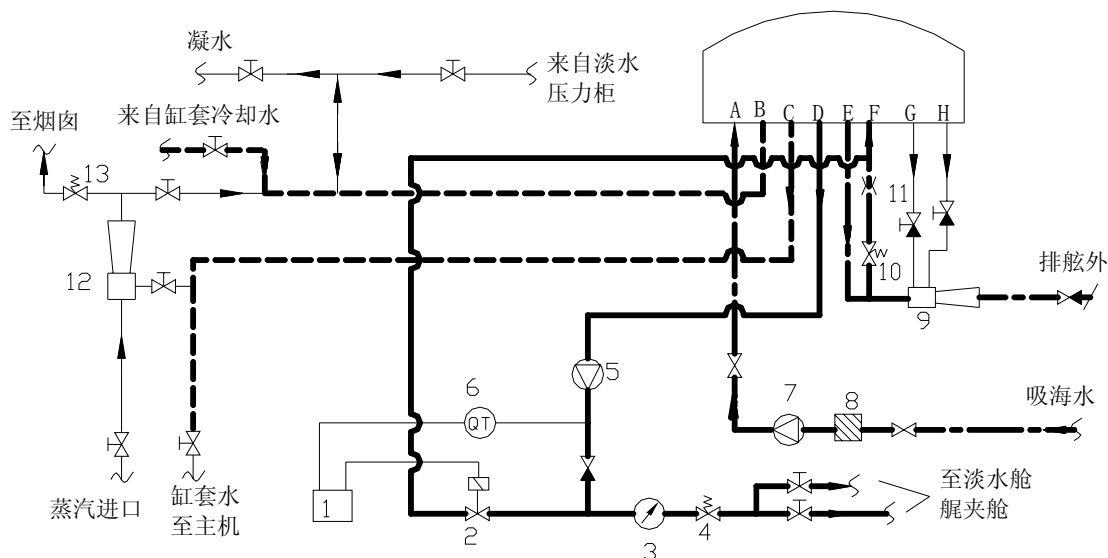 凝水
来自淡水
压力柜
来自缸套冷却水
至烟囱
13
A
B
C
D
E
F
G
H
11
12
10
9
排舷外
5
6
QT
7
8
吸海水
蒸汽进口
缸套水
至主机
1
2
3
4
至淡水舱
艉夹舱